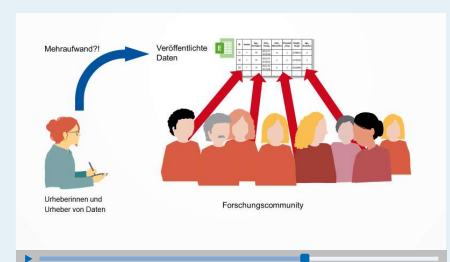 Mehraufwand?!
Veröffentlichte
Daten
Urheberinnen und
Urheber von Daten
Forschungscommunity